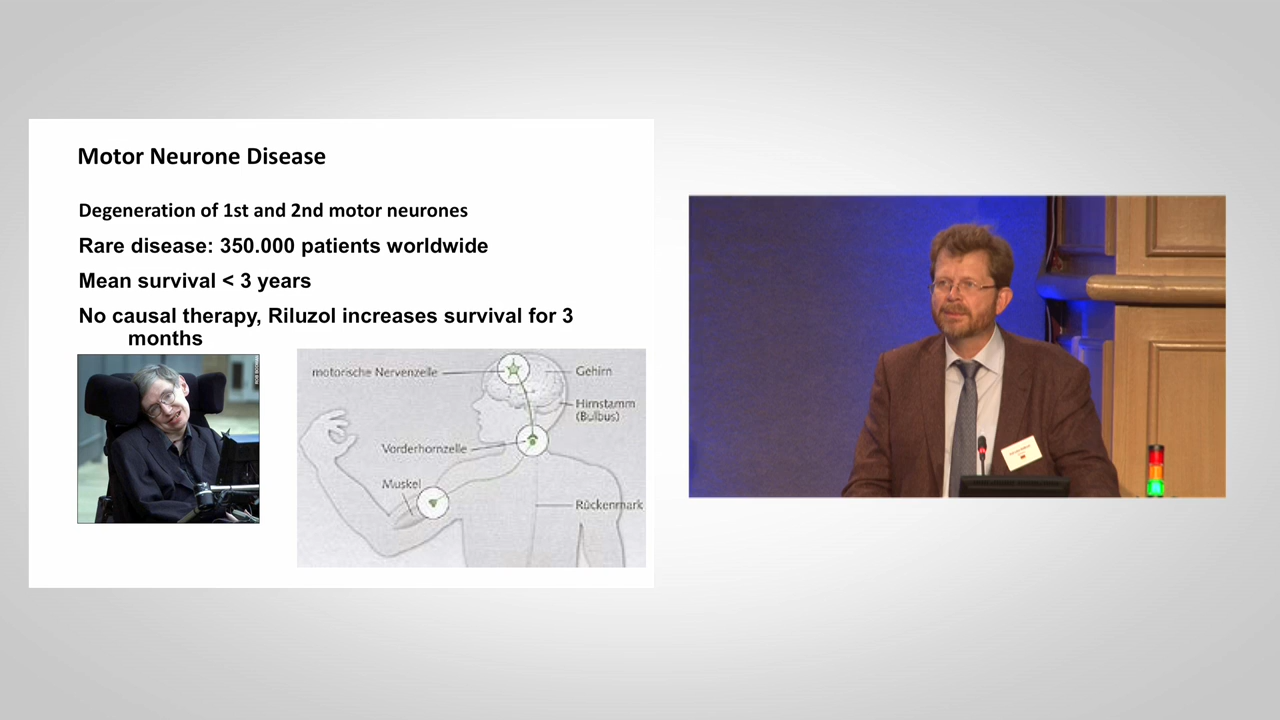 Motor Neurone Disease
Degeneration of 1st and 2nd motor neurones
Rare disease: 350.000 patients worldwide
Mean survival < 3 years
No causal therapy, Riluzol increases survival for 3
months
motorische Nervenzelle
Gehirn
Hirnstamm
(Bulbus)
Vorderhornzelle
Muskel
Rückenmark